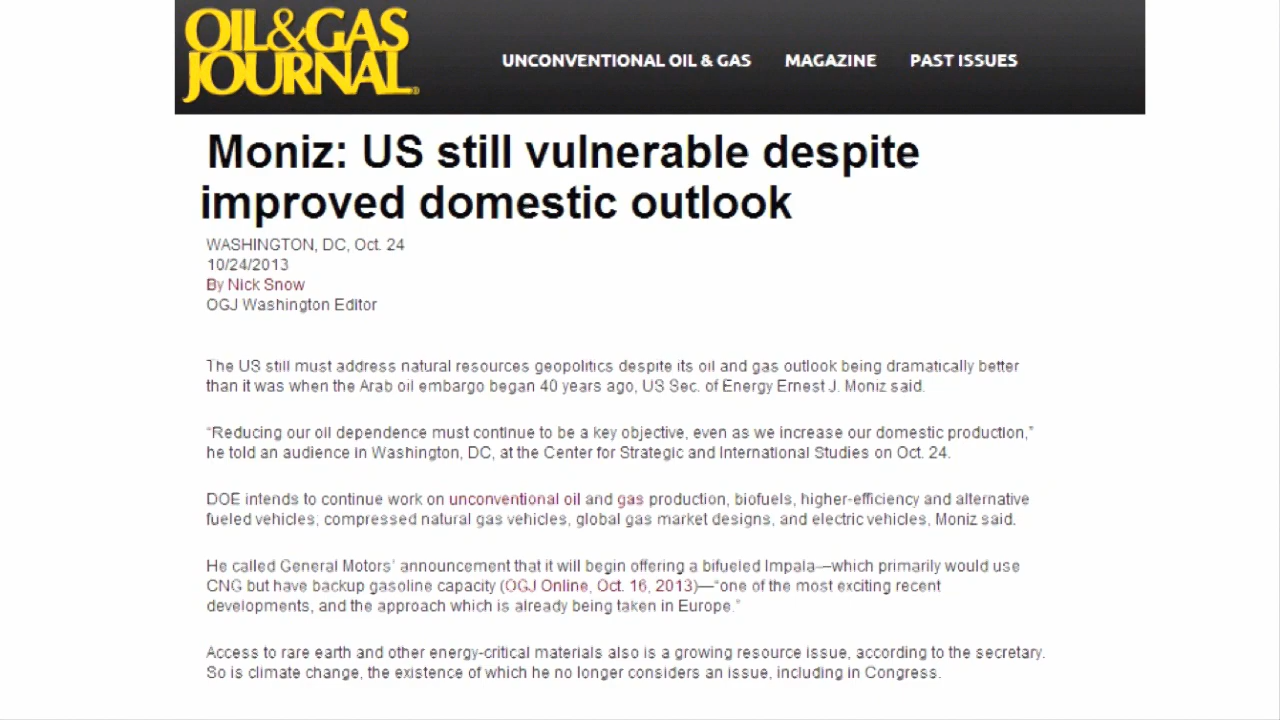 OIL&GAS
JOURNAL®
UNCONVENTIONAL OIL & GAS MAGAZINE PAST ISSUES
Moniz: US still vulnerable despite
improved domestic outlook
WASHINGTON, DC, Oct. 24
10/24/2013
By Nick Snow
OGJ Washington Editor
The US still must address natural resources geopolitics despite its oil and gas outlook being dramatically better
than it was when the Arab oil embargo began 40 years ago, US Sec. of Energy Ernest J. Moniz said.
“Reducing our oil dependence must continue to be a key objective, even as we increase our domestic production,”
he told an audience in Washington, DC, at the Center for Strategic and International Studies on Oct. 24.
DOE intends to continue work on unconventional oil and gas production, biofuels, higher-efficiency and alternative
fueled vehicles; compressed natural gas vehicles, global gas market designs, and electric vehicles, Moniz said.
He called General Motors’ announcement that it will begin offering a bifueled Impala—which primarily would use
CNG but have backup gasoline capacity (OGJ Online, Oct. 16, 2013)—“one of the most exciting recent
developments, and the approach which is already being taken in Europe.”
Access to rare earth and other energy-critical materials also is a growing resource issue, according to the secretary.
So is climate change, the existence of which he no longer considers an issue, including in Congress.